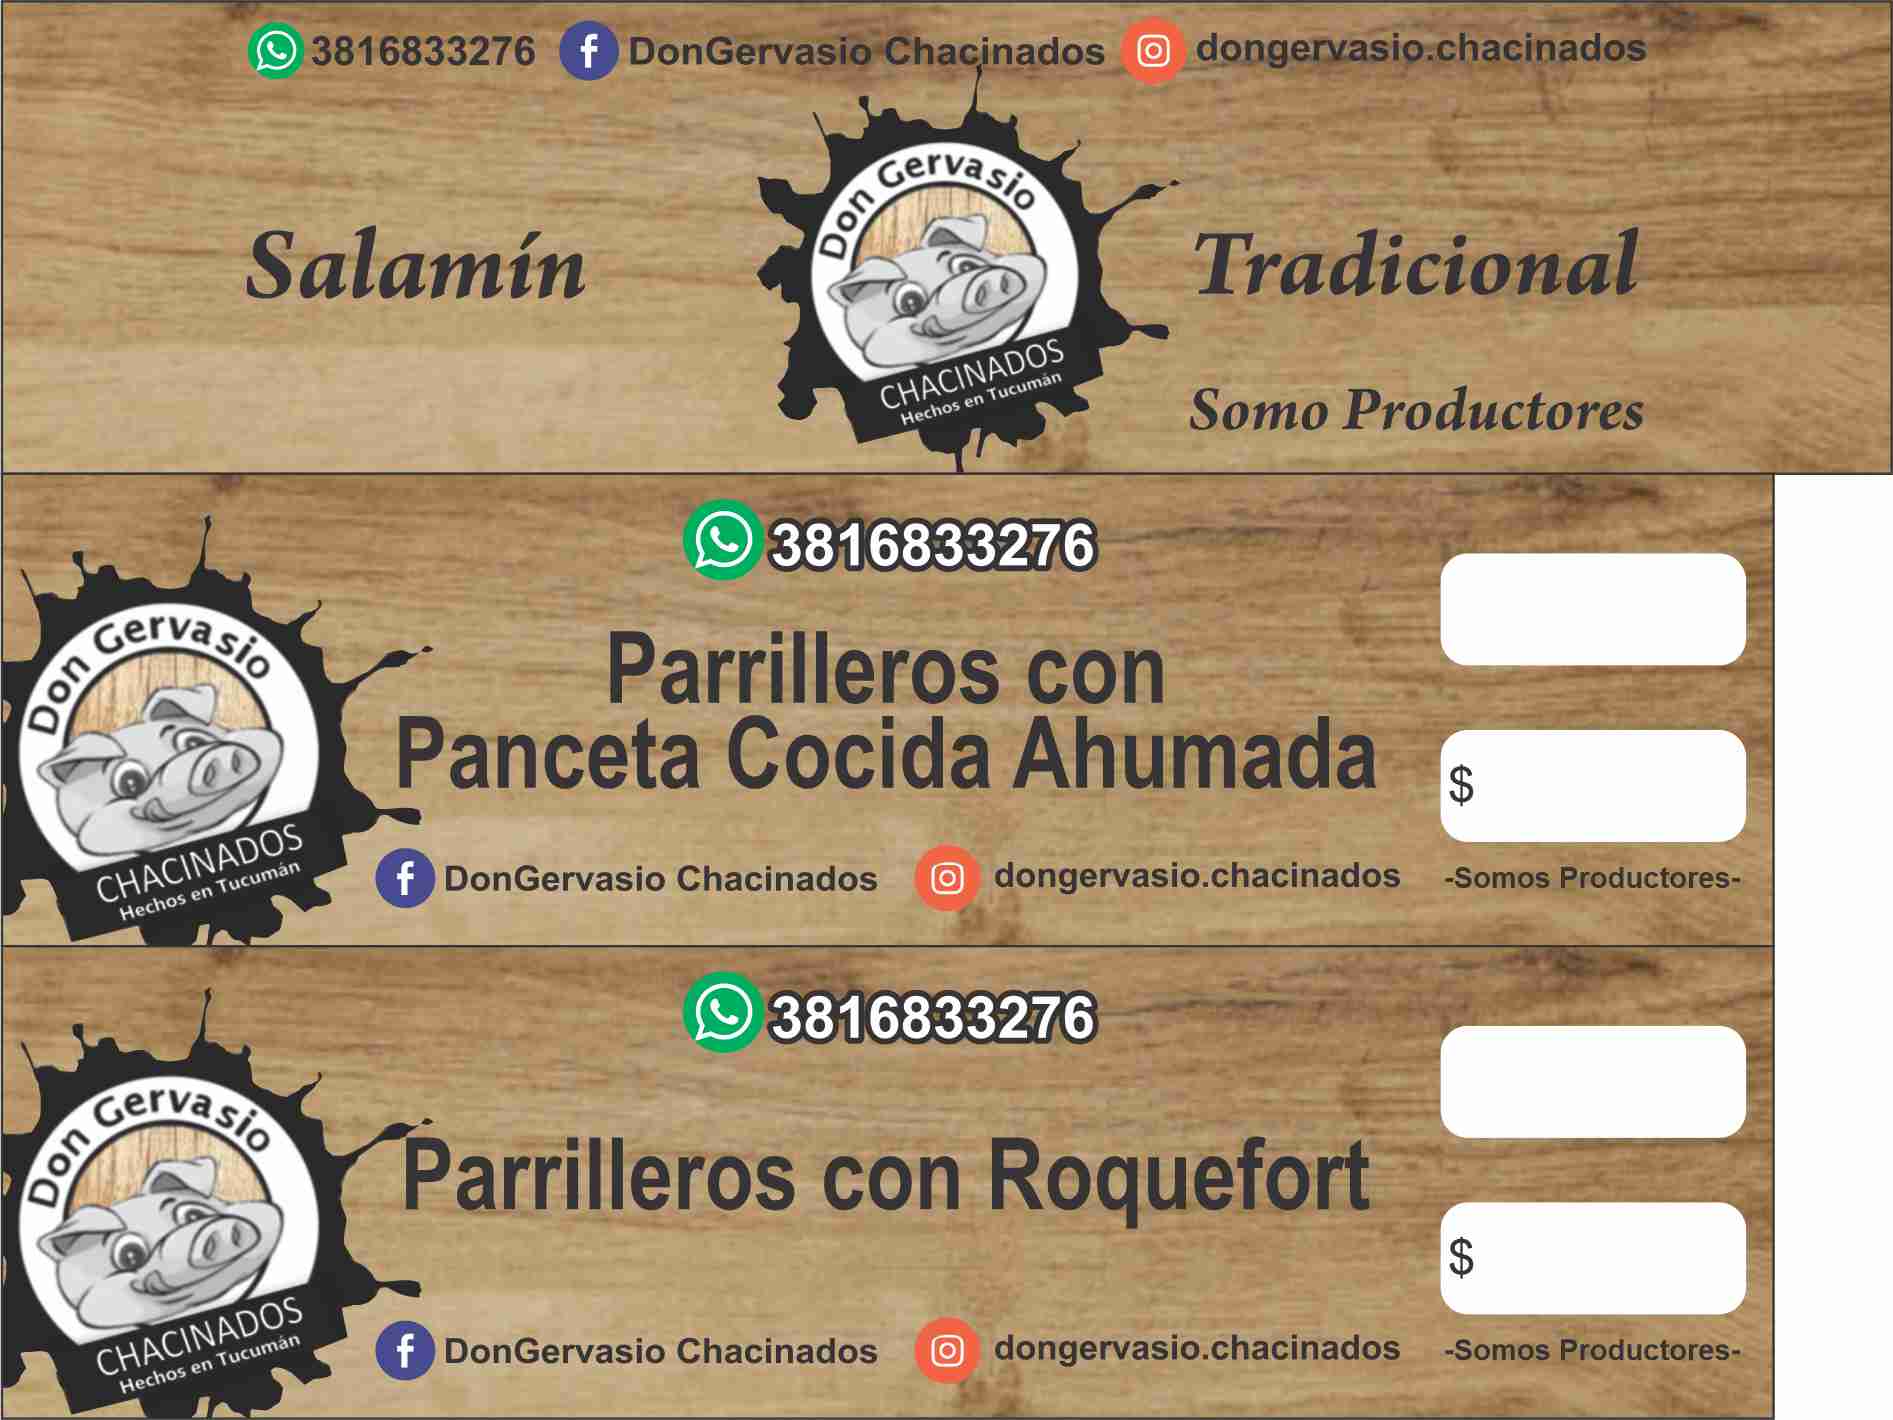 3816833276 DonGervasio Chacinados dongervasio.chacinados
Don Gervasio
Salamín Tradicional
CHACINADOS
Hechos en Tucumán
Somo Productores
3816833276
Don Gervasio
Parrilleros con
Panceta Cocida Ahumada
$
CHACINADOS
Hechos en Tucumán
DonGervasio Chacinados dongervasio.chacinados -Somos Productores-
3816833276
Don Gervasio
Parrilleros con Roquefort
$
CHACINADOS
Hechos en Tucumán
DonGervasio Chacinados dongervasio.chacinados -Somos Productores-